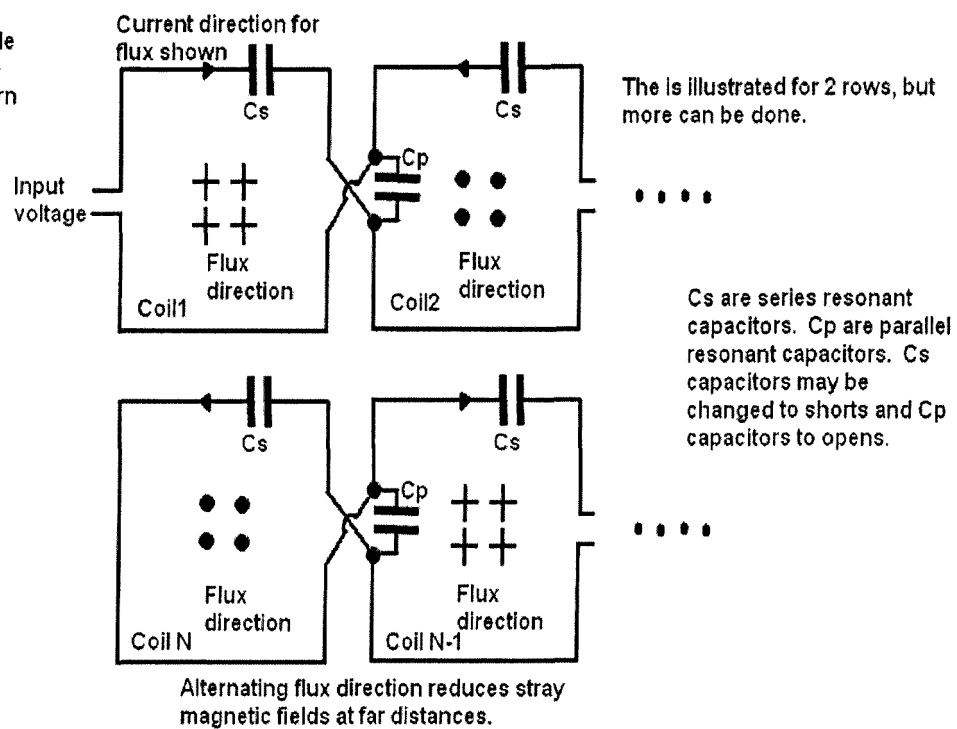 le
rn
Current direction for
flux shown
Cs
Cs
The is illustrated for 2 rows, but
more can be done.
Input
voltage
Cp
Flux
direction
Flux
direction
Coil1
Coil2
Cs are series resonant
capacitors. Cp are parallel
resonant capacitors. Cs
capacitors may be
changed to shorts and Cp
capacitors to opens.
Cs
Cs
Cp
Flux
direction
Flux
direction
Coil N
Coil N-1
Alternating flux direction reduces stray
magnetic fields at far distances.